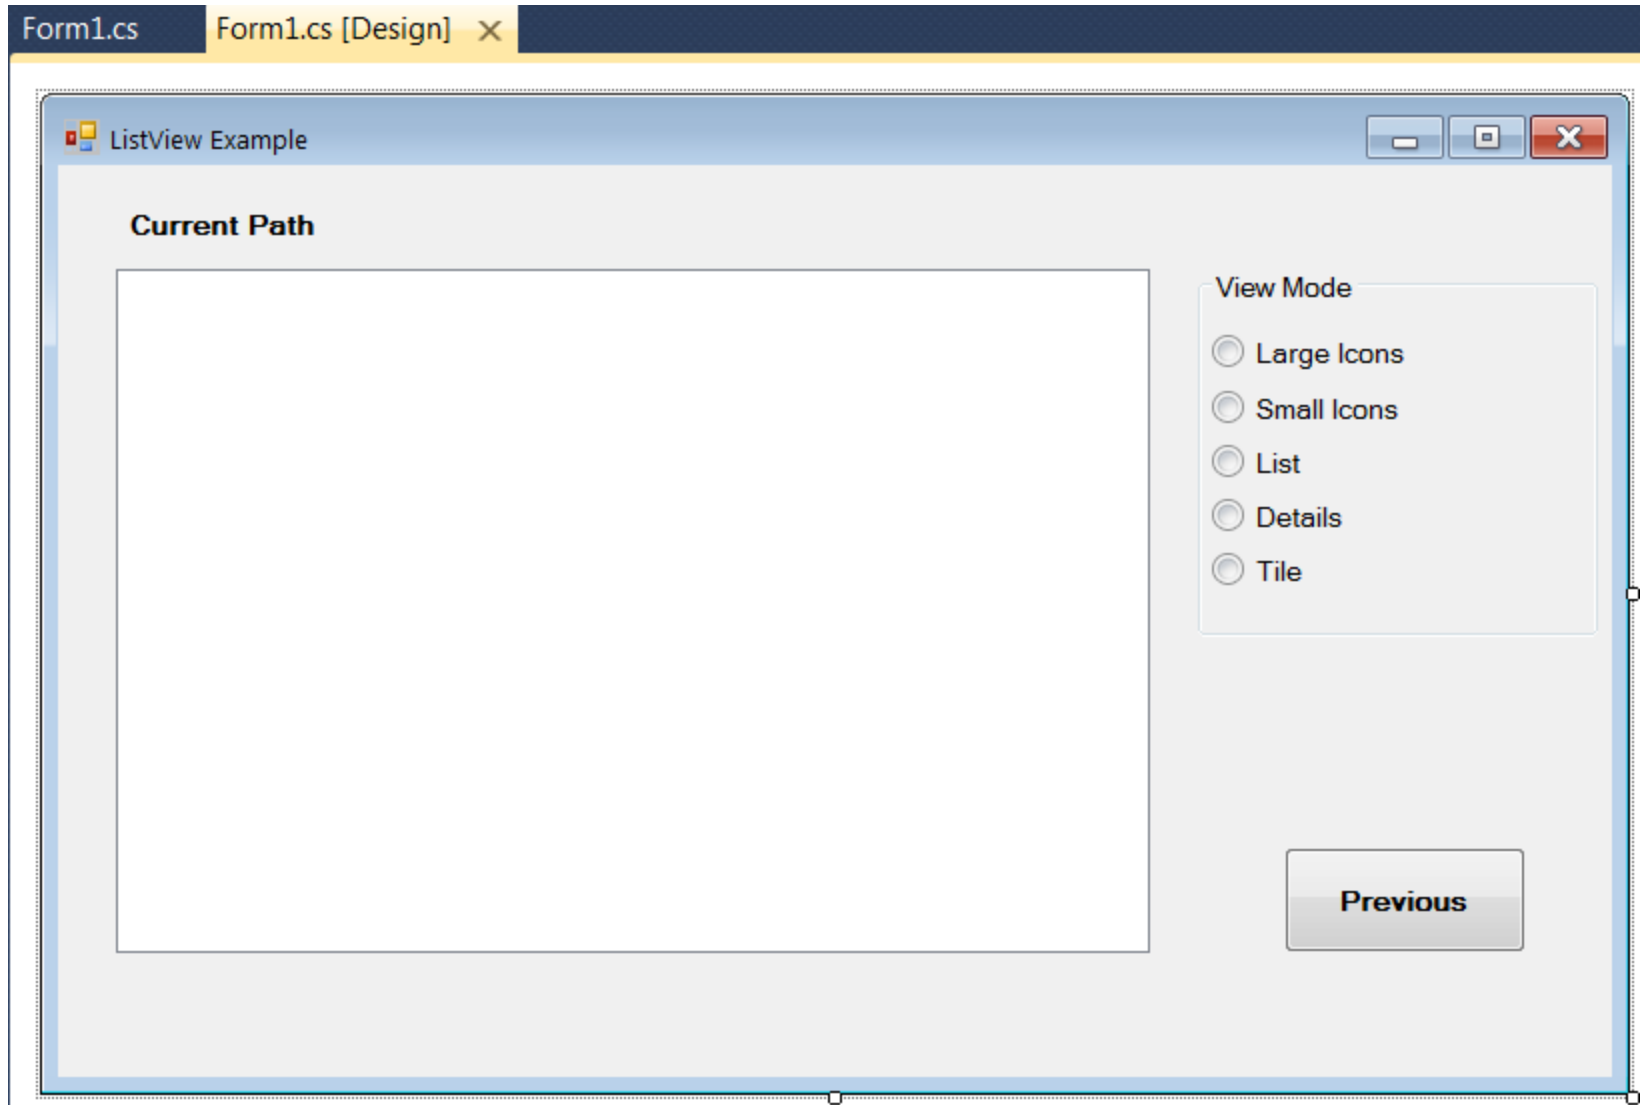 Form1.cs Form1.cs [Design]
ListView Example
Current Path
View Mode
Large Icons
Small Icons
List
Details
Tile
Previous